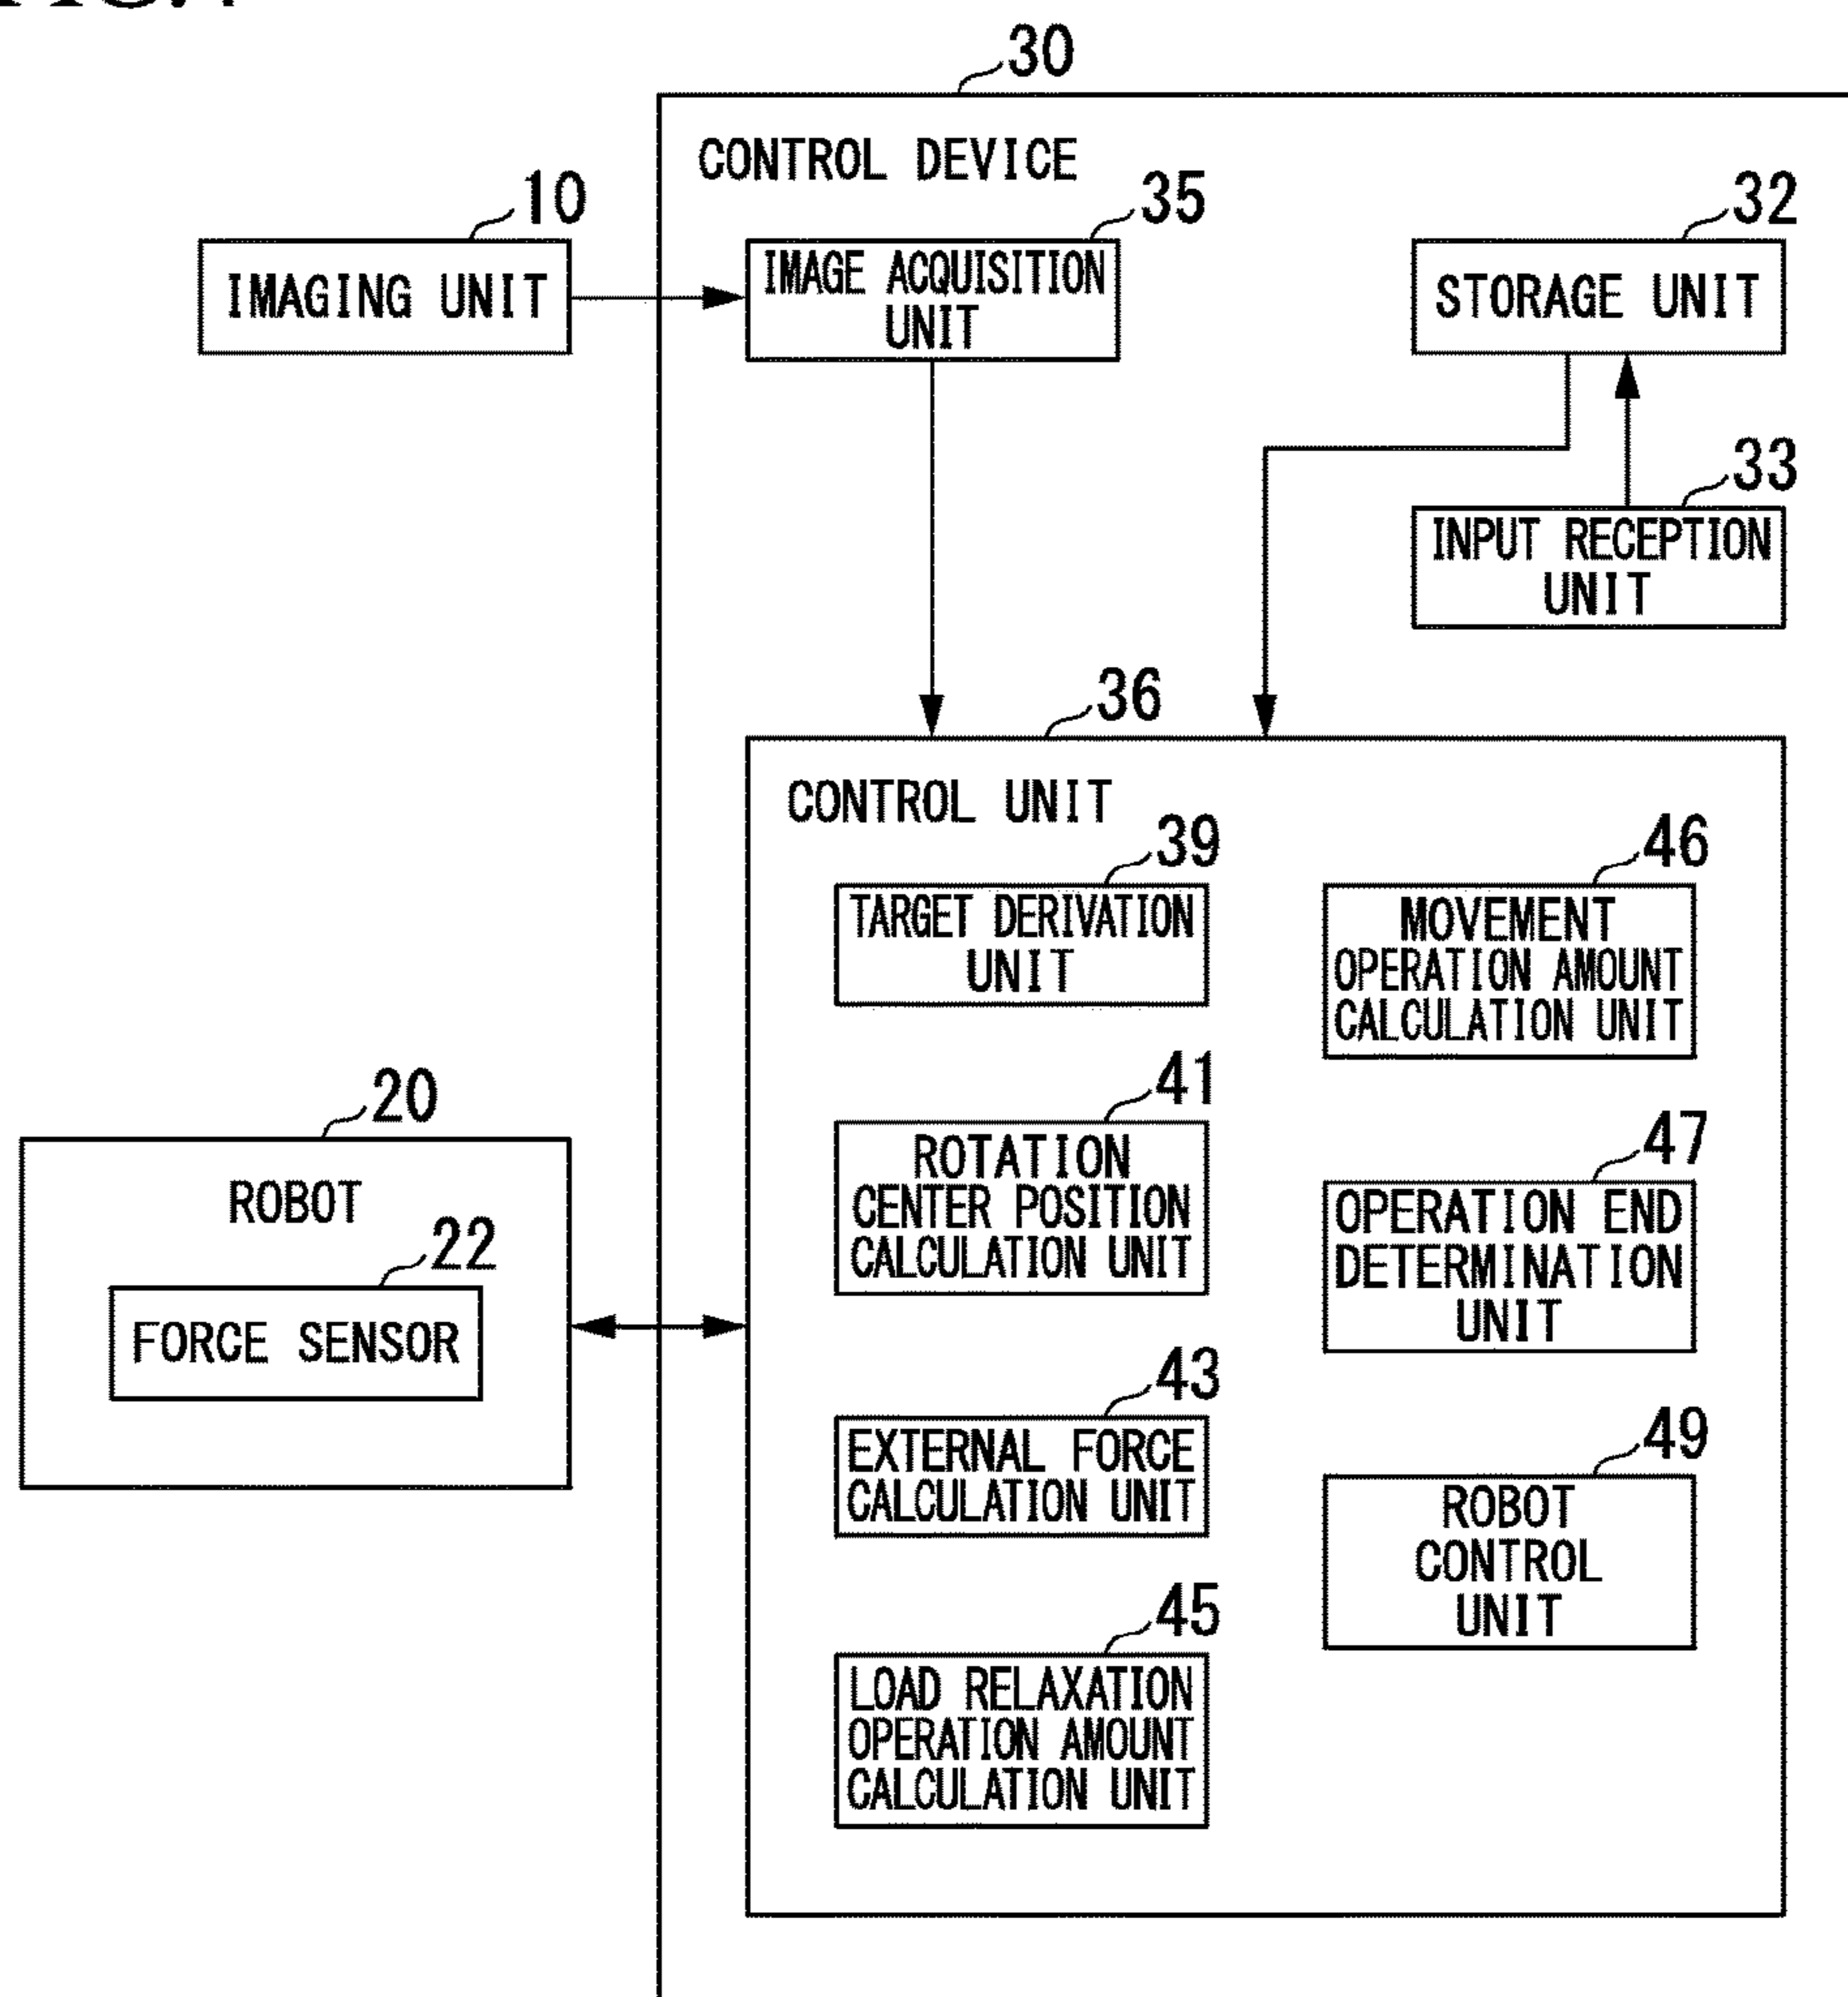 30
CONTROL DEVICE
10
IMAGING UNIT
35
IMAGE ACQUISITION
UNIT
32
STORAGE UNIT
33
INPUT RECEPTION
UNIT
36
CONTROL UNIT
39
TARGET DERIVATION
UNIT
46
MOVEMENT
OPERATION AMOUNT
CALCULATION UNIT
41
ROTATION
CENTER POSITION
CALCULATION UNIT
47
OPERATION END
DETERMINATION
UNIT
20
ROBOT
22
FORCE SENSOR
43
EXTERNAL FORCE
CALCULATION UNIT
49
ROBOT
CONTROL
UNIT
45
LOAD RELAXATION
OPERATION AMOUNT
CALCULATION UNIT